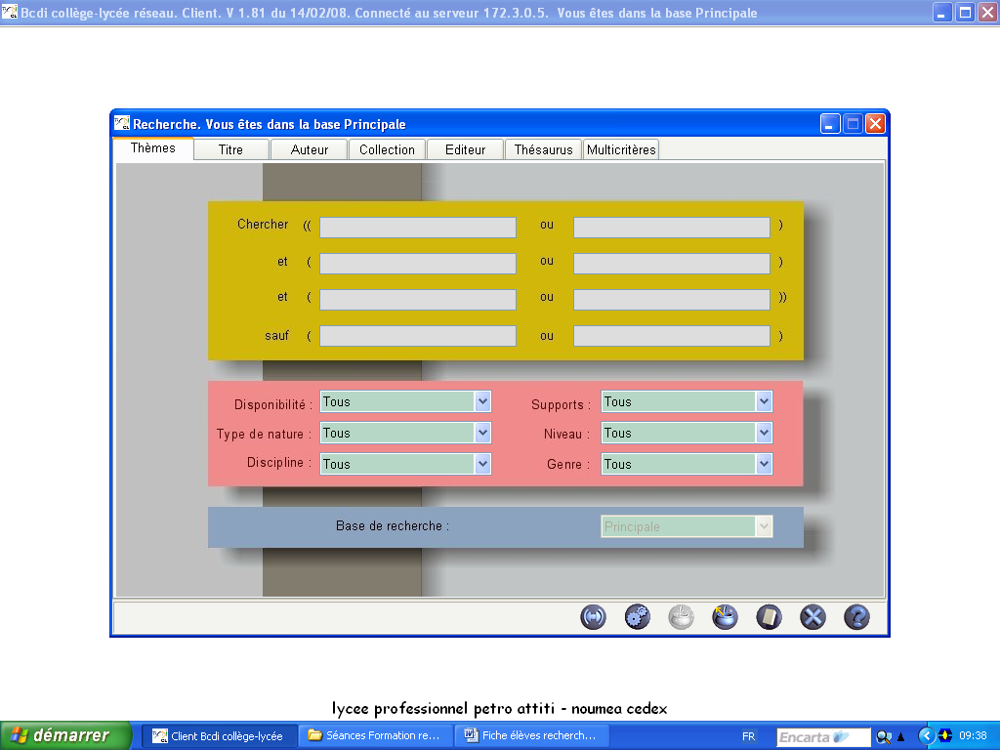 Bcdi collège-lycée réseau. Client. V 1.81 du 14/02/08. Connecté au serveur 172.3.0.5.  Vous êtes dans la base Principale
Recherche. Vous êtes dans la base Principale
Thèmes Titre Auteur Collection Editeur Thésaurus Multicritères
Chercher (( ou )
et ( ou )
et ( ou ))
sauf ( ou )
Disponibilité : Tous Supports : Tous
Type de nature : Tous Niveau : Tous
Discipline : Tous Genre : Tous
Base de recherche : Principale
lycee professionnel petro attiti - noumea cedex
démarrer Client Bcdi collège-lycée Séances Formation re... Fiche élèves recherch... FR Encarta 09:38